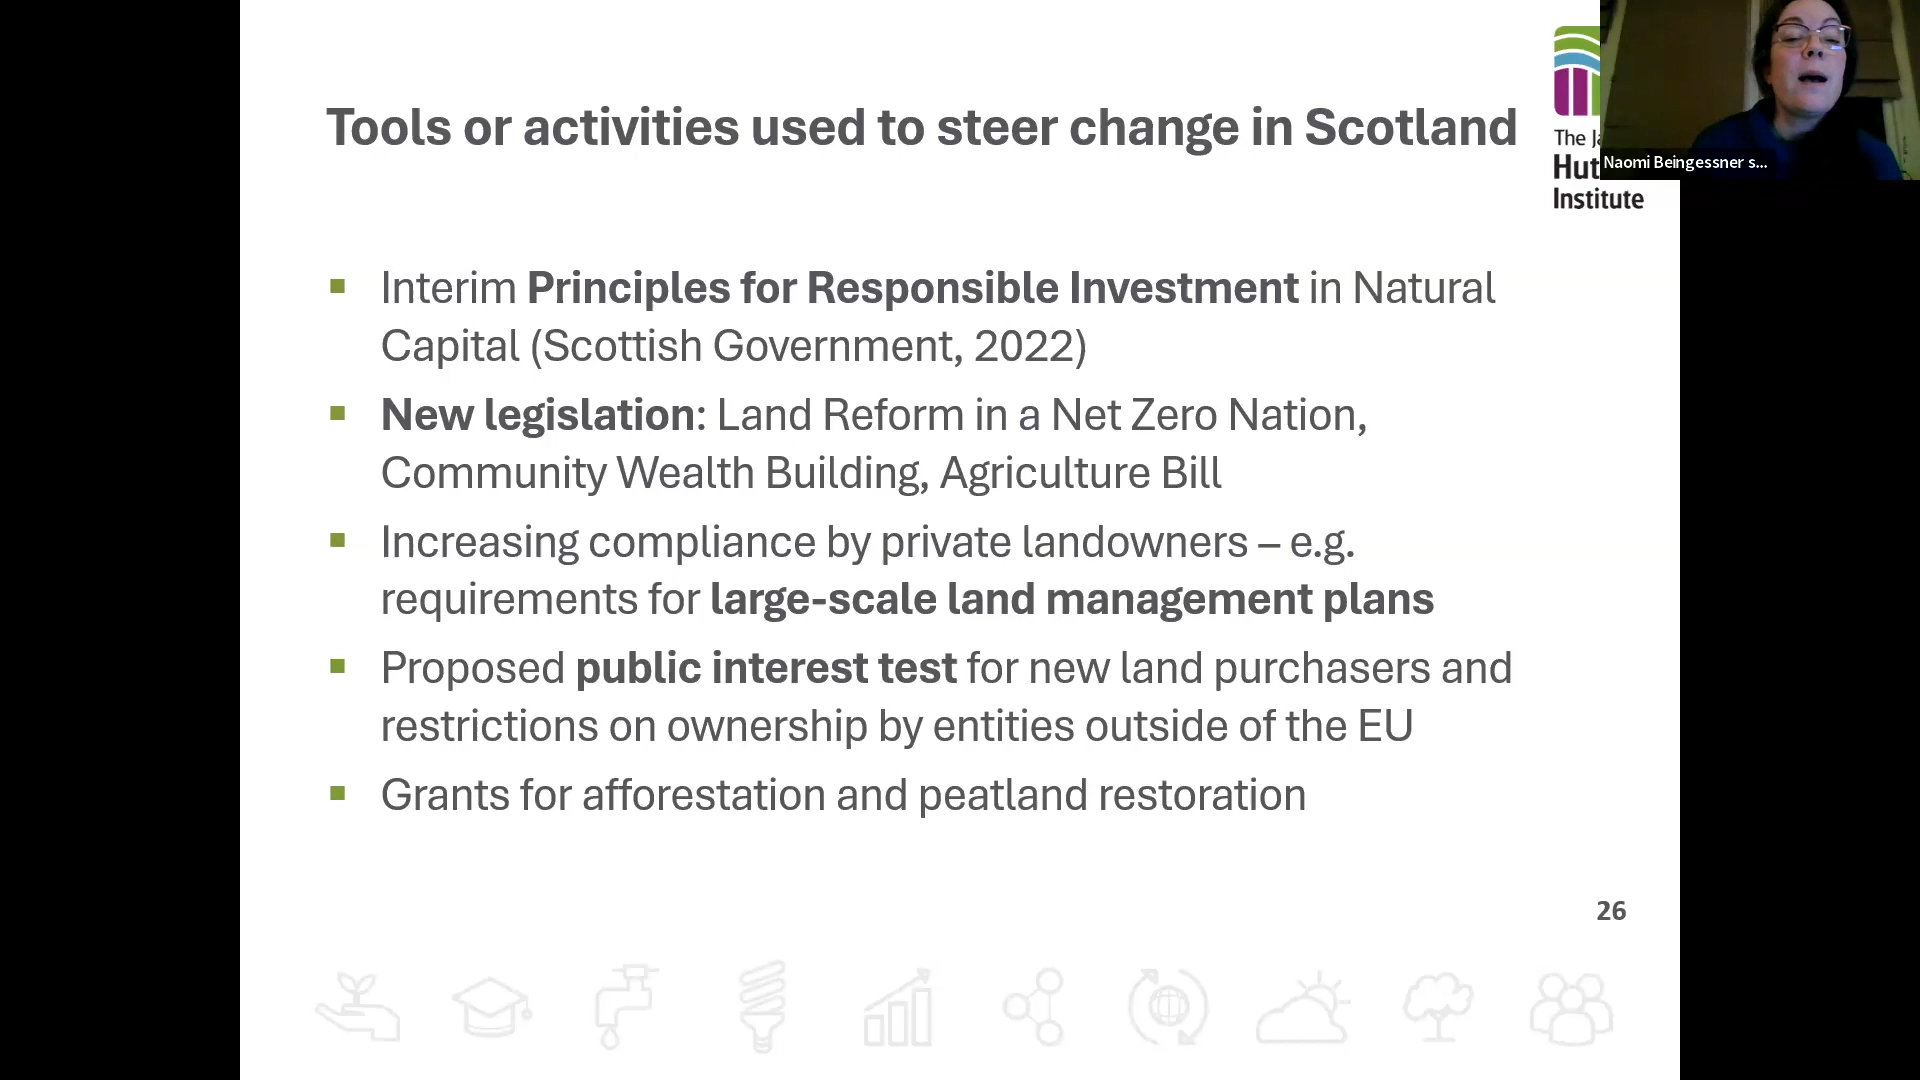 Tools or activities used to steer change in Scotland
The Ja
Hut
Institute
Naomi Beingessner s...
▪ Interim Principles for Responsible Investment in Natural
Capital (Scottish Government, 2022)
▪ New legislation: Land Reform in a Net Zero Nation,
Community Wealth Building, Agriculture Bill
▪ Increasing compliance by private landowners – e.g.
requirements for large-scale land management plans
▪ Proposed public interest test for new land purchasers and
restrictions on ownership by entities outside of the EU
▪ Grants for afforestation and peatland restoration
26